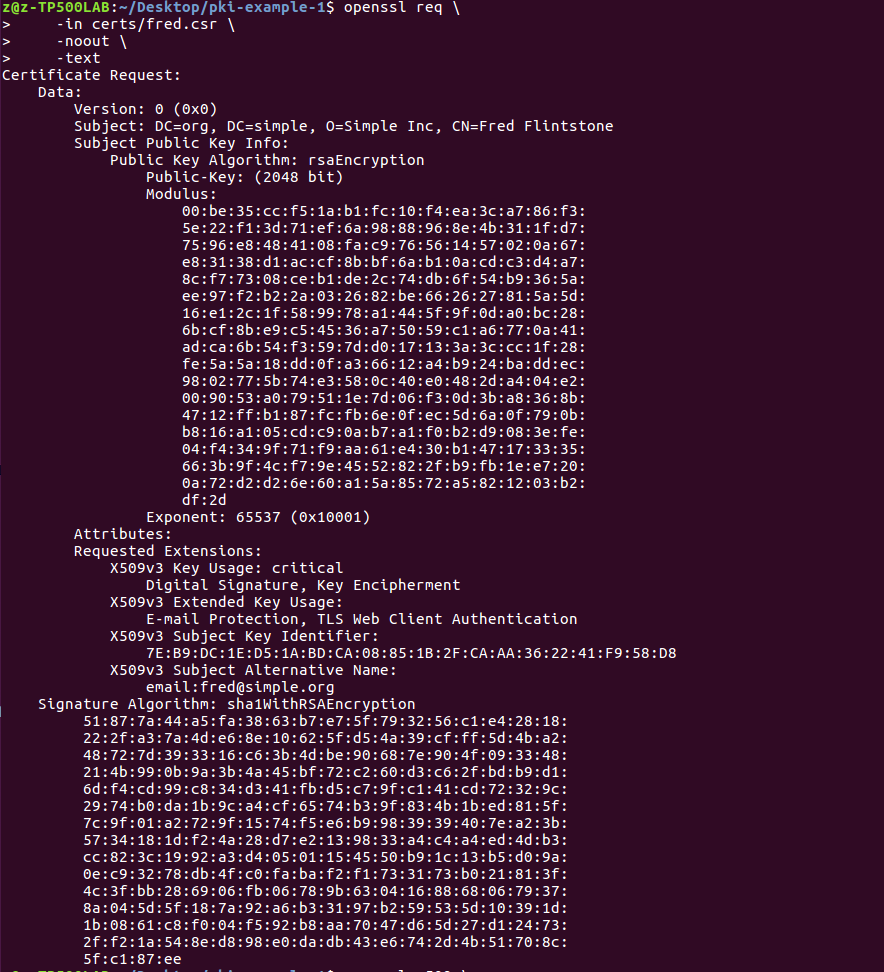 z@z-TP500LAB:~/Desktop/pki-example-1$ openssl req \
>     -in certs/fred.csr \
>     -noout \
>     -text
Certificate Request:
    Data:
        Version: 0 (0x0)
        Subject: DC=org, DC=simple, O=Simple Inc, CN=Fred Flintstone
        Subject Public Key Info:
            Public Key Algorithm: rsaEncryption
                Public-Key: (2048 bit)
                Modulus:
                    00:be:35:cc:f5:1a:b1:fc:10:f4:ea:3c:a7:86:f3:
                    5e:22:f1:3d:71:ef:6a:98:88:96:8e:4b:31:1f:d7:
                    75:96:e8:48:41:08:fa:c9:76:56:14:57:02:0a:67:
                    e8:31:38:d1:ac:cf:8b:bf:6a:b1:0a:cd:c3:d4:a7:
                    8c:f7:73:08:ce:b1:de:2c:74:db:6f:54:b9:36:5a:
                    ee:97:f2:b2:2a:03:26:82:be:66:26:27:81:5a:5d:
                    16:e1:2c:1f:58:99:78:a1:44:5f:9f:0d:a0:bc:28:
                    6b:cf:8b:e9:c5:45:36:a7:50:59:c1:a6:77:0a:41:
                    ad:ca:6b:54:f3:59:7d:d0:17:13:3a:3c:cc:1f:28:
                    fe:5a:5a:18:dd:0f:a3:66:12:a4:b9:24:ba:dd:ec:
                    98:02:77:5b:74:e3:58:0c:40:e0:48:2d:a4:04:e2:
                    00:90:53:a0:79:51:1e:7d:06:f3:0d:3b:a8:36:8b:
                    47:12:ff:b1:87:fc:fb:6e:0f:ec:5d:6a:0f:79:0b:
                    b8:16:a1:05:cd:c9:0a:b7:a1:f0:b2:d9:08:3e:fe:
                    04:f4:34:9f:71:f9:aa:61:e4:30:b1:47:17:33:35:
                    66:3b:9f:4c:f7:9e:45:52:82:2f:b9:fb:1e:e7:20:
                    0a:72:d2:d2:6e:60:a1:5a:85:72:a5:82:12:03:b2:
                    df:2d
                Exponent: 65537 (0x10001)
        Attributes:
        Requested Extensions:
            X509v3 Key Usage: critical
                Digital Signature, Key Encipherment
            X509v3 Extended Key Usage:
                E-mail Protection, TLS Web Client Authentication
            X509v3 Subject Key Identifier:
                7E:B9:DC:1E:D5:1A:BD:CA:08:85:1B:2F:CA:AA:36:22:41:F9:58:D8
            X509v3 Subject Alternative Name:
                email:fred@simple.org
    Signature Algorithm: sha1WithRSAEncryption
         51:87:7a:44:a5:fa:38:63:b7:e7:5f:79:32:56:c1:e4:28:18:
         22:2f:a3:7a:4d:e6:8e:10:62:5f:d5:4a:39:cf:ff:5d:4b:a2:
         48:72:7d:39:33:16:c6:3b:4d:be:90:68:7e:90:4f:09:33:48:
         21:4b:99:0b:9a:3b:4a:45:bf:72:c2:60:d3:c6:2f:bd:b9:d1:
         6d:f4:cd:99:c8:34:d3:41:fb:d5:c7:9f:c1:41:cd:72:32:9c:
         29:74:b0:da:1b:9c:a4:cf:65:74:b3:9f:83:4b:1b:ed:81:5f:
         7c:9f:01:a2:72:9f:15:74:f5:e6:b9:98:39:39:40:7e:a2:3b:
         57:34:18:1d:f2:4a:28:d7:e2:13:98:33:a4:c4:a4:ed:4d:b3:
         cc:82:3c:19:92:a3:d4:05:01:15:45:50:b9:1c:13:b5:d0:9a:
         0e:c9:32:78:db:4f:c0:fa:ba:f2:f1:73:31:73:b0:21:81:3f:
         4c:3f:bb:28:69:06:fb:06:78:9b:63:04:16:88:68:06:79:37:
         8a:04:5d:5f:18:7a:92:a6:b3:31:97:b2:59:53:5d:10:39:1d:
         1b:08:61:c8:f0:04:f5:92:b8:aa:70:47:d6:5d:27:d1:24:73:
         2f:f2:1a:54:8e:d8:98:e0:da:db:43:e6:74:2d:4b:51:70:8c:
         5f:c1:87:ee